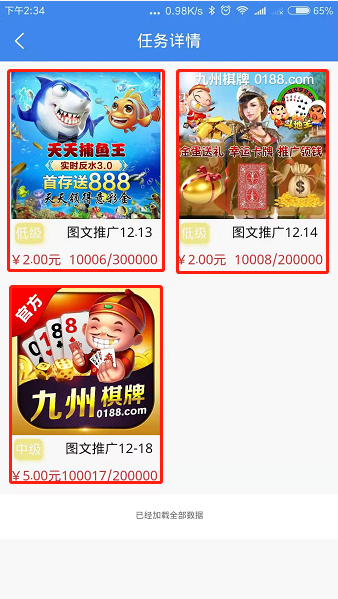 下午2:34
0.98K/s
65%
任务详情
天天捕鱼王
实时反水3.0
首存送888
天天领得意彩金
低级
图文推广12.13
￥2.00元 10006/300000
九州棋牌 0188.com
斗地主
金蛋送礼 幸运卡牌 推广领钱
低级
图文推广12.14
￥2.00元 10008/200000
官方
0188
九州棋牌
0188.com
中级
图文推广12-18
￥5.00元100017/200000
已经加载全部数据